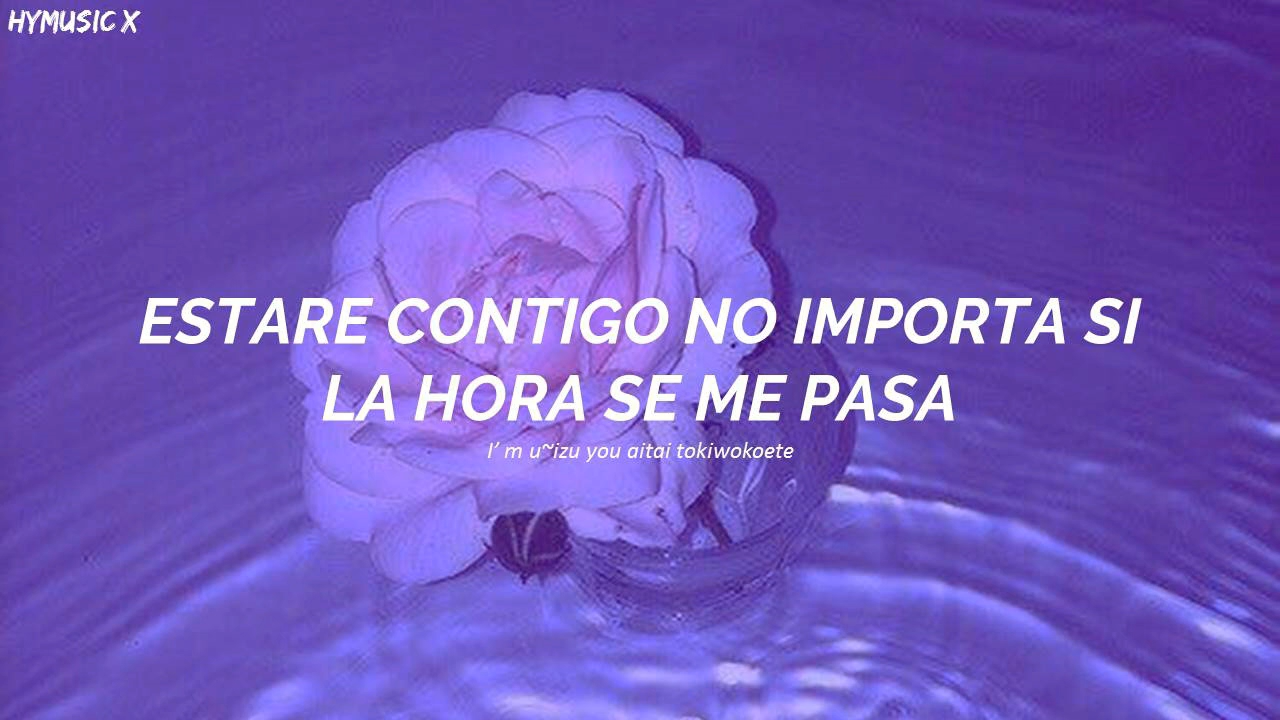 HYMUSIC X
ESTARE CONTIGO NO IMPORTA SI
LA HORA SE ME PASA
I' m u~izu you aitai tokiwokoete